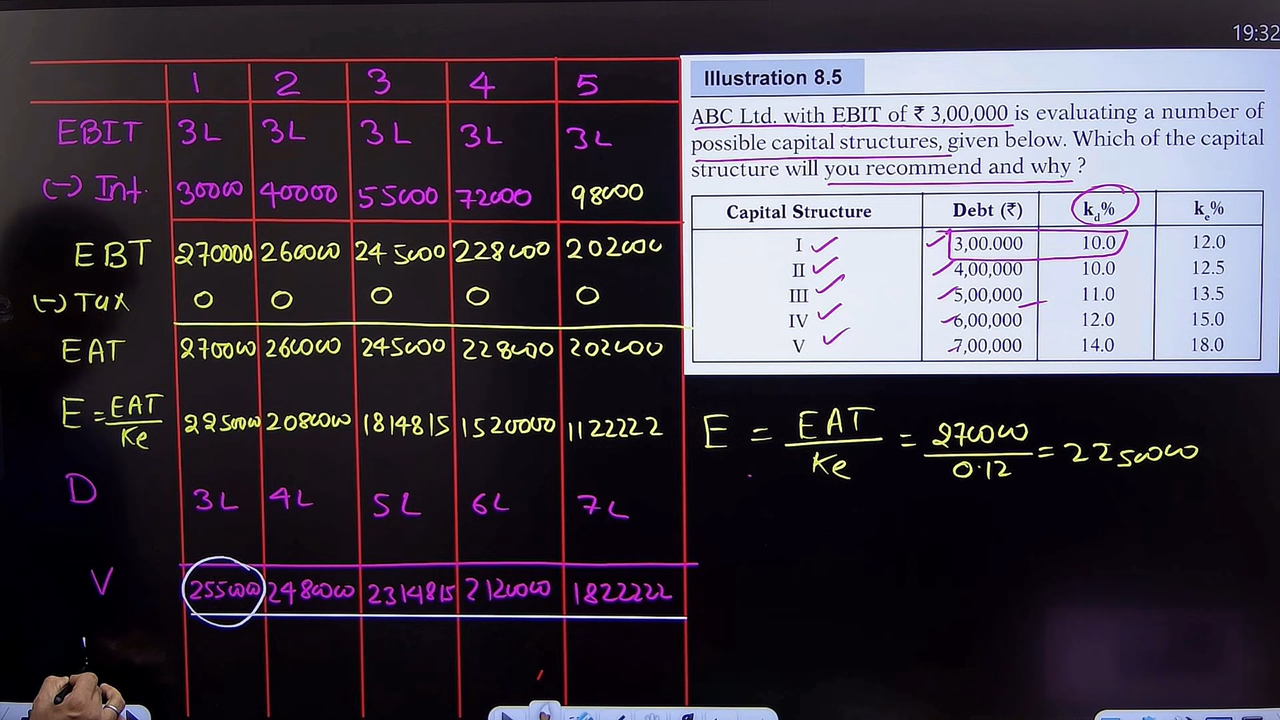 19:32
1 2 3 4 5
EBIT 3L 3L 3L 3L 3L
(-) Int. 30000 40000 55000 72000 98000
EBT 270000 260000 245000 228000 202000
(-) Tax 0 0 0 0 0
EAT 270000 260000 245000 228000 202000
E = EAT/Ke 2250000 2080000 1814815 1520000 1122222
D 3L 4L 5L 6L 7L
V 2550000 2480000 2314815 2120000 1822222
Illustration 8.5
ABC Ltd. with EBIT of ₹ 3,00,000 is evaluating a number of
possible capital structures, given below. Which of the capital
structure will you recommend and why ?
Capital Structure Debt (₹) kd% ke%
I 3,00.000 10.0 12.0
II 4,00,000 10.0 12.5
III 5,00,000 11.0 13.5
IV 6,00,000 12.0 15.0
V 7,00,000 14.0 18.0
E = EAT/Ke = 270000/0.12 = 2250000